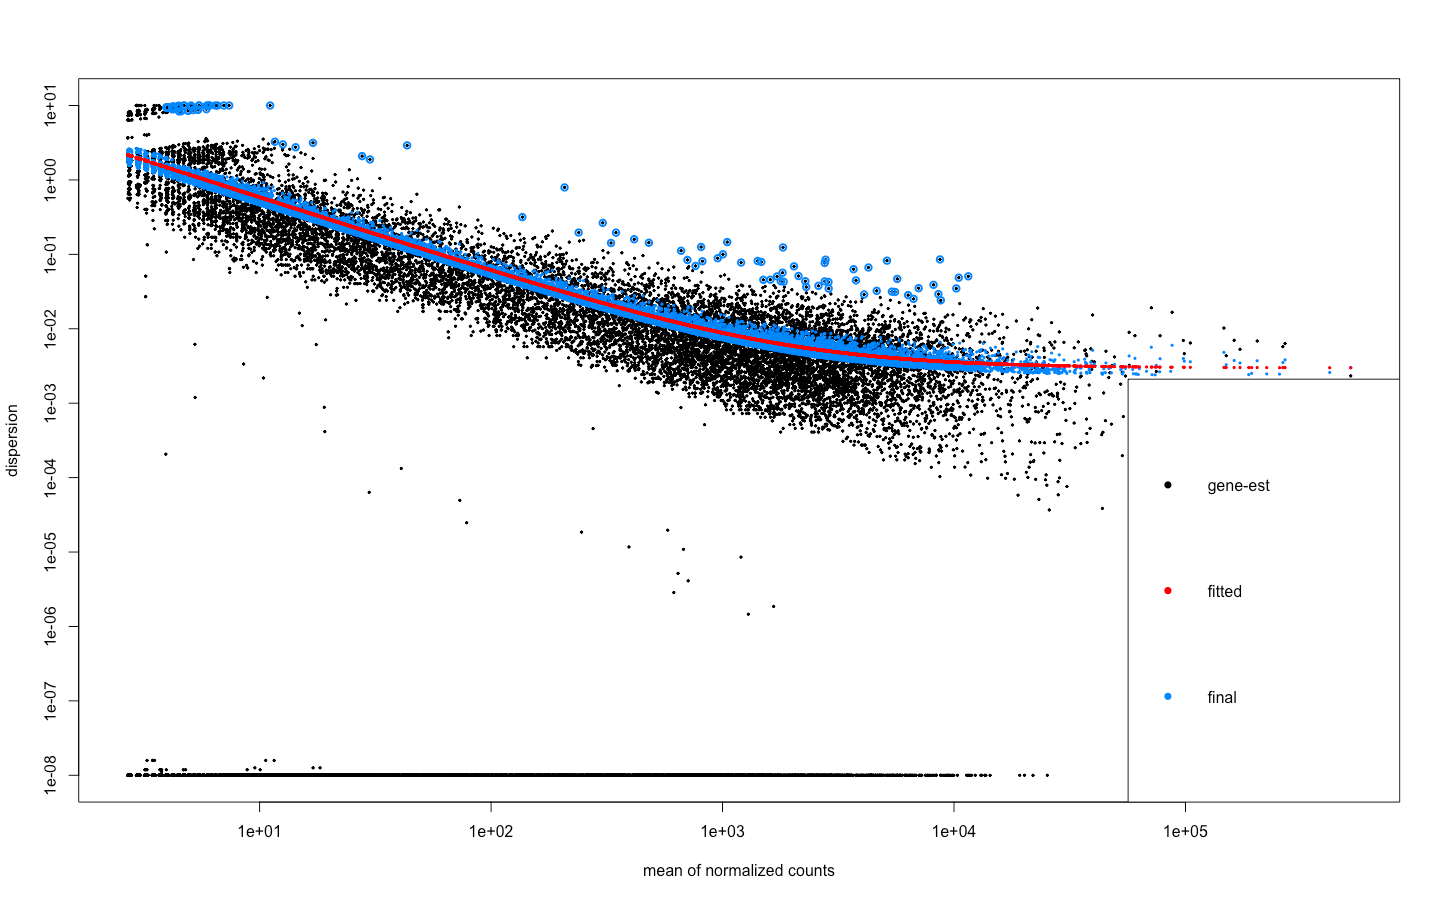 1e+01
1e+00
1e-01
1e-02
1e-03
1e-04
1e-05
1e-06
1e-07
1e-08
dispersion
gene-est
fitted
final
1e+01 1e+02 1e+03 1e+04 1e+05
mean of normalized counts